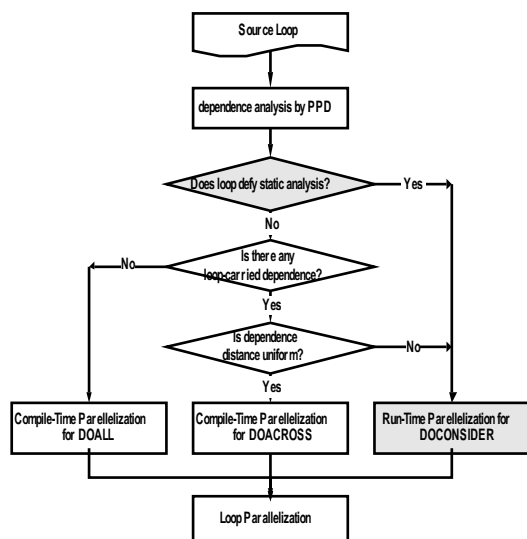 Source Loop
dependence analysis by PPD
Does loop defy static analysis?
Yes
No
Is there any
loop-carried dependence?
No
Yes
Is dependence
distance uniform?
No
Yes
Compile-Time Parellelization
for DOALL
Compile-Time Parellelization
for DOACROSS
Run-Time Parellelization for
DOCONSIDER
Loop Parallelization